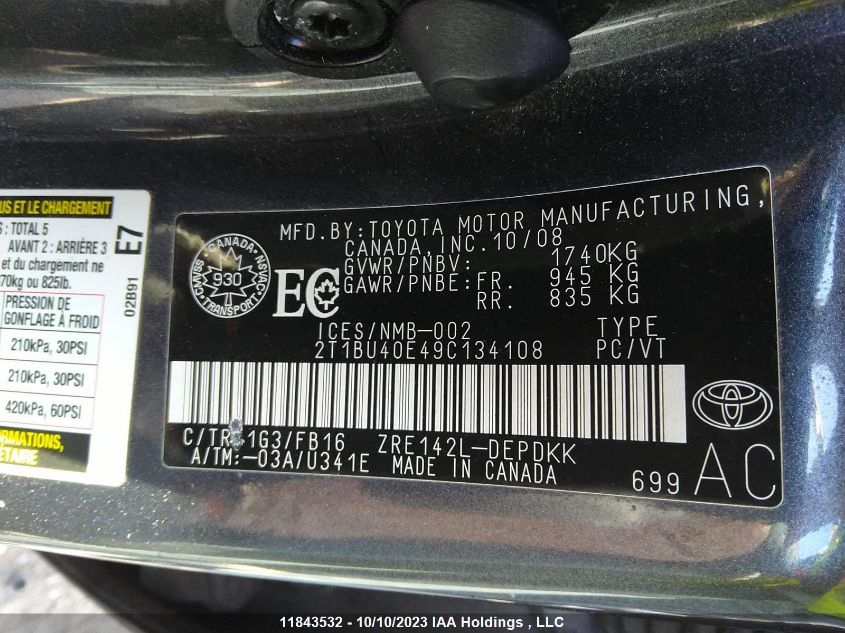 US ET LE CHARGEMENT
: TOTAL 5
AVANT 2 : ARRIÈRE 3
et du chargement ne
70kg ou 825lb.
E7
02B91
PRESSION DE
GONFLAGE À FROID
210kPa, 30PSI
210kPa, 30PSI
420kPa, 60PSI
MFD.BY:TOYOTA MOTOR MANUFACTURING,
CANADA,INC.10/08
GVWR/PNBV: 1740KG
GAWR/PNBE: FR. 945 KG
RR. 835 KG
CANADA
CMVSS
930
NSVAC
TRANSPORT
EC
ICES/NMB-002 TYPE
2T1BU40E49C134108 PC/VT
1G3/FB16 ZRE142L-DEPDKK
A/TM:-03A/U341E MADE IN CANADA
699 AC
11843532 - 10/10/2023 IAA Holdings , LLC